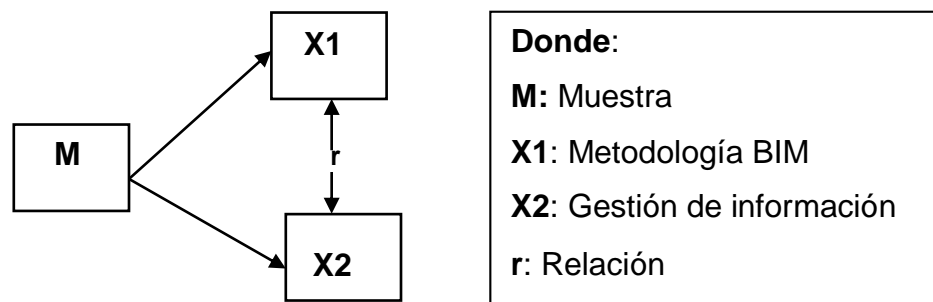 X1
M
r
X2
Donde:
M: Muestra
X1: Metodología BIM
X2: Gestión de información
r: Relación